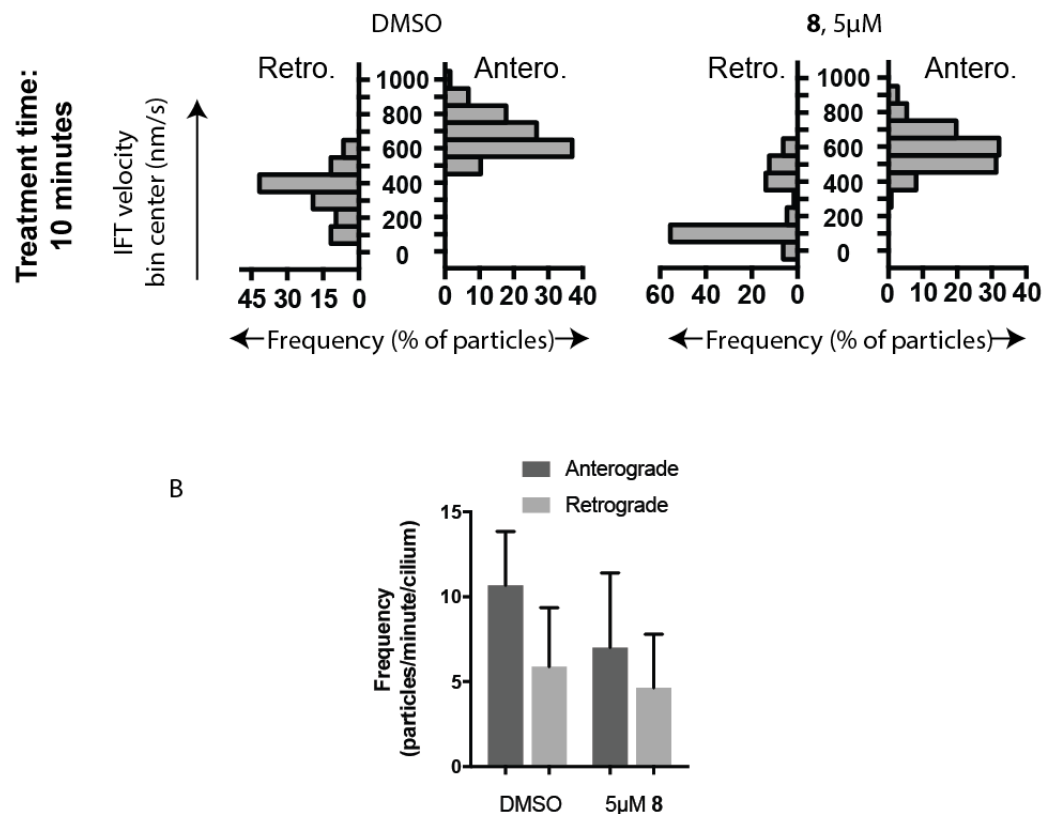 DMSO
8, 5µM
Treatment time:
10 minutes
IFT velocity
bin center (nm/s)
Retro.
Antero.
1000
800
600
400
200
0
45 30 15 0
0 10 20 30 40
Frequency (% of particles)
Retro.
Antero.
1000
800
600
400
200
0
60 40 20 0
0 10 20 30 40
Frequency (% of particles)
B
Anterograde
Retrograde
Frequency
(particles/minute/cilium)
15
10
5
0
DMSO
5µM 8